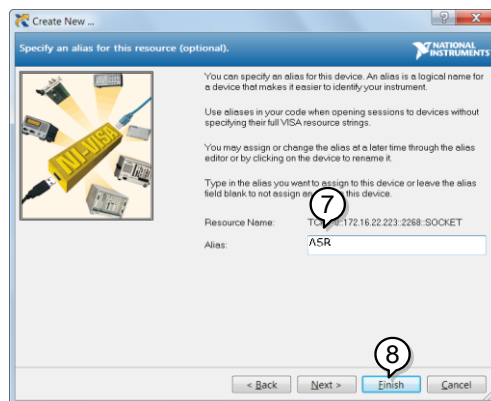 Create New ...
Specify an alias for this resource (optional).
NATIONAL
INSTRUMENTS
You can specify an alias for this device. An alias is a logical name for
a device that makes it easier to identify your instrument.
Use aliases in your code when opening sessions to devices without
specifying their full VISA resource strings.
You may assign or change the alias at a later time through the alias
editor or by clicking on the device to rename it.
Type in the alias you want to assign to this device or leave the alias
field blank to not assign an this device.
7
Resource Name: ::172.16.22.223::2268::SOCKET
Alias: ASR
NI-VISA
8
< Back Next > Finish Cancel